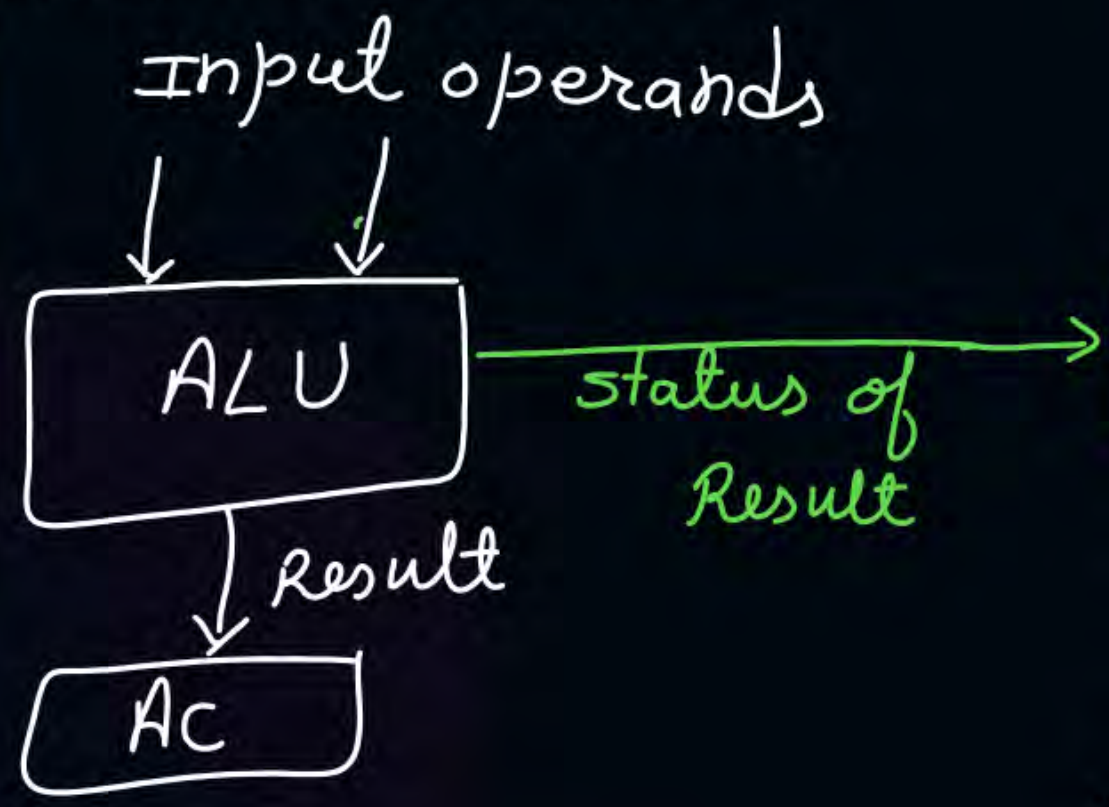 Input operands
ALU
status of
Result
Result
AC